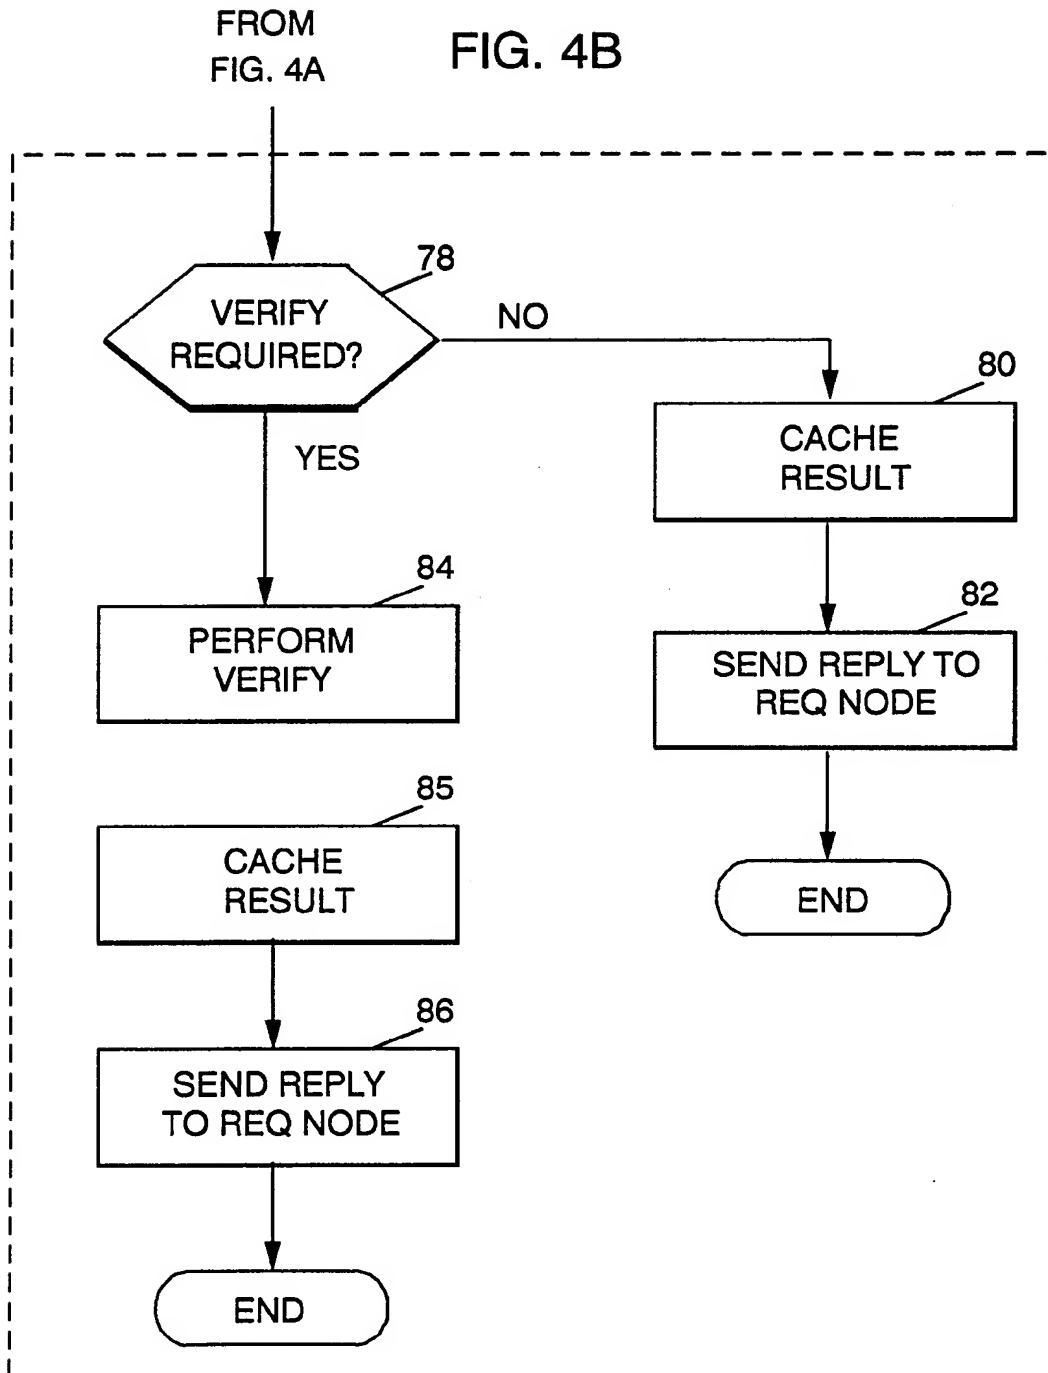 FROM
FIG. 4A
FIG. 4B
78
VERIFY
REQUIRED?
NO
YES
80
CACHE
RESULT
84
PERFORM
VERIFY
82
SEND REPLY TO
REQ NODE
85
CACHE
RESULT
END
86
SEND REPLY
TO REQ NODE
END